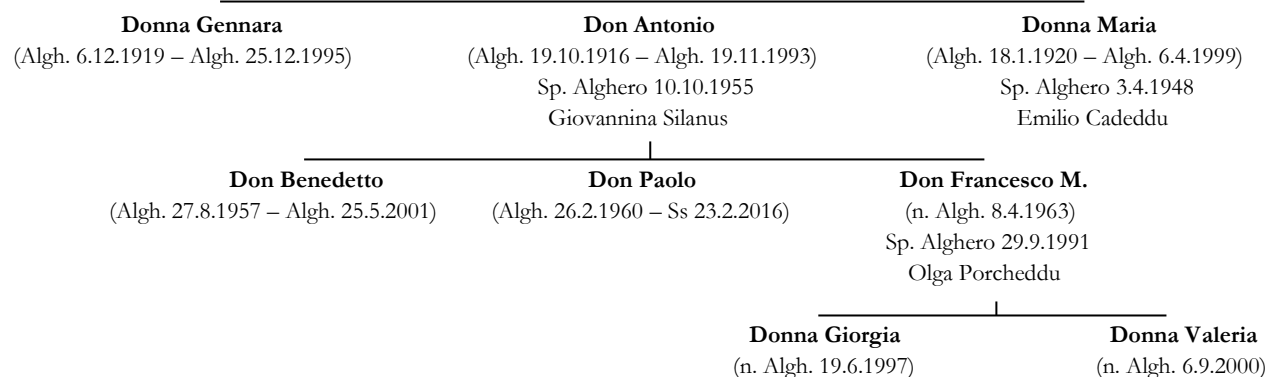 Donna Gennara
(Algh. 6.12.1919 – Algh. 25.12.1995)
Don Antonio
(Algh. 19.10.1916 – Algh. 19.11.1993)
Sp. Alghero 10.10.1955
Giovannina Silanus
Donna Maria
(Algh. 18.1.1920 – Algh. 6.4.1999)
Sp. Alghero 3.4.1948
Emilio Cadeddu
Don Benedetto
(Algh. 27.8.1957 – Algh. 25.5.2001)
Don Paolo
(Algh. 26.2.1960 – Ss 23.2.2016)
Don Francesco M.
(n. Algh. 8.4.1963)
Sp. Alghero 29.9.1991
Olga Porcheddu
Donna Giorgia
(n. Algh. 19.6.1997)
Donna Valeria
(n. Algh. 6.9.2000)